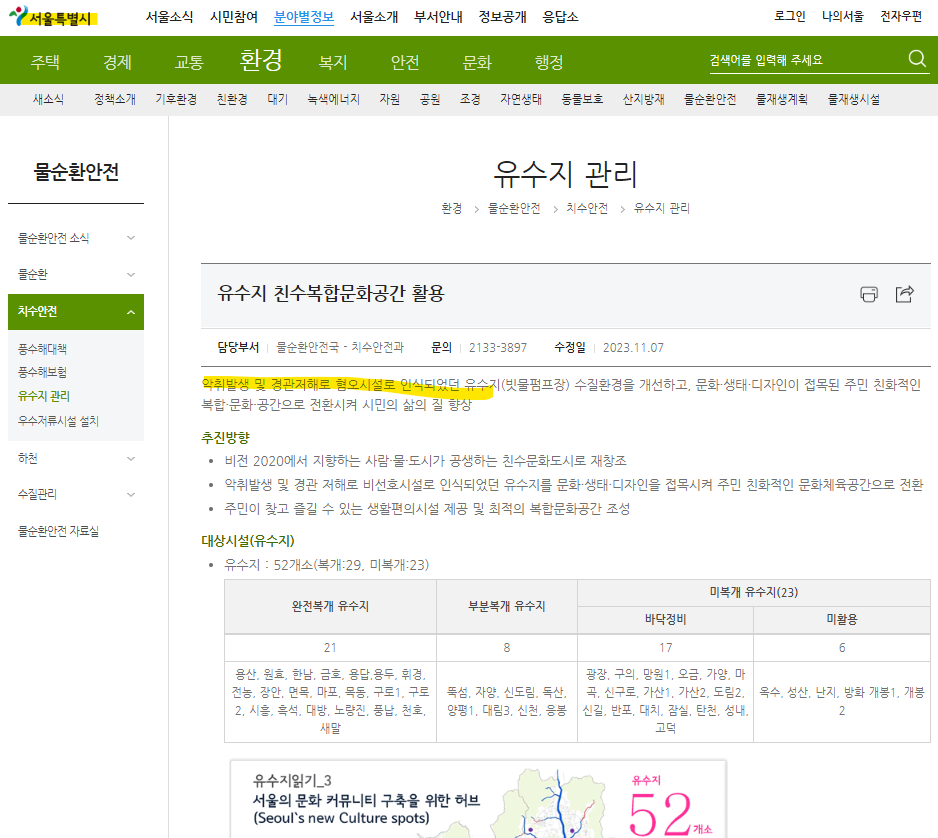 서울특별시 서울소식 시민참여 분야별정보 서울소개 부서안내 정보공개 응답소 로그인 나의서울 전자우편
주택 경제 교통 환경 복지 안전 문화 행정 검색어를 입력해 주세요
새소식 정책소개 기후환경 친환경 대기 녹색에너지 자원 공원 조경 자연생태 동물보호 산지방재 물순환안전 물재생계획 물재생시설
물순환안전
물순환안전 소식
물순환
치수안전
풍수해대책
풍수해보험
유수지 관리
우수저류시설 설치
하천
수질관리
물순환안전 자료실
유수지 관리
환경 > 물순환안전 > 치수안전 > 유수지 관리
유수지 친수복합문화공간 활용
담당부서 물순환안전국 - 치수안전과 문의 2133-3897 수정일 2023.11.07
악취발생 및 경관저해로 혐오시설로 인식되었던 유수지(빗물펌프장) 수질환경을 개선하고, 문화·생태·디자인이 접목된 주민 친화적인
복합·문화·공간으로 전환시켜 시민의 삶의 질 향상
추진방향
• 비전 2020에서 지향하는 사람·물·도시가 공생하는 친수문화도시로 재창조
• 악취발생 및 경관 저해로 비선호시설로 인식되었던 유수지를 문화·생태·디자인을 접목시켜 주민 친화적인 문화체육공간으로 전환
• 주민이 찾고 즐길 수 있는 생활편의시설 제공 및 최적의 복합문화공간 조성
대상시설(유수지)
• 유수지 : 52개소(복개:29, 미복개:23)
완전복개 유수지 부분복개 유수지 미복개 유수지(23)
바닥정비 미활용
21 8 17 6
용산, 원효, 한남, 금호, 용답,용두, 휘경,
전농, 장안, 면목, 마포, 목동, 구로1, 구로
2, 시흥, 흑석, 대방, 노량진, 풍납, 천호,
새말
뚝섬, 자양, 신도림, 독산,
양평1, 대림3, 신천, 응봉
광장, 구의, 망원1, 오금, 가양, 마
곡, 신구로, 가산1, 가산2, 도림2,
신길, 반포, 대치, 잠실, 탄천, 성내,
고덕
옥수, 성산, 난지, 방화 개봉1, 개봉
2
유수지읽기_3
서울의 문화 커뮤니티 구축을 위한 허브
(Seoul`s new Culture spots)
유수지
52개소